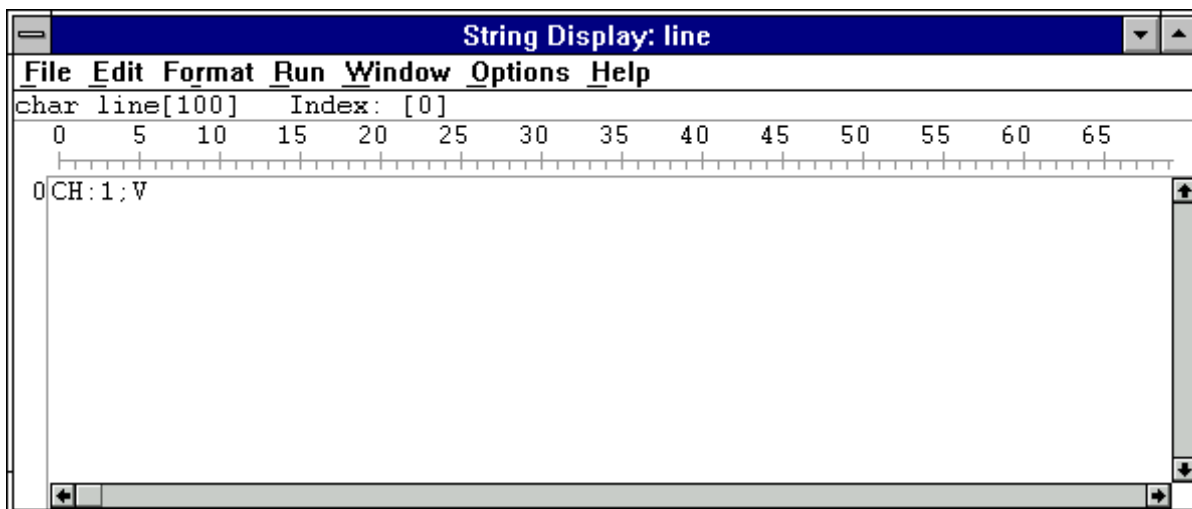 String Display: line
File Edit Format Run Window Options Help
char line[100] Index: [0]
0 5 10 15 20 25 30 35 40 45 50 55 60 65
0 CH:1;V